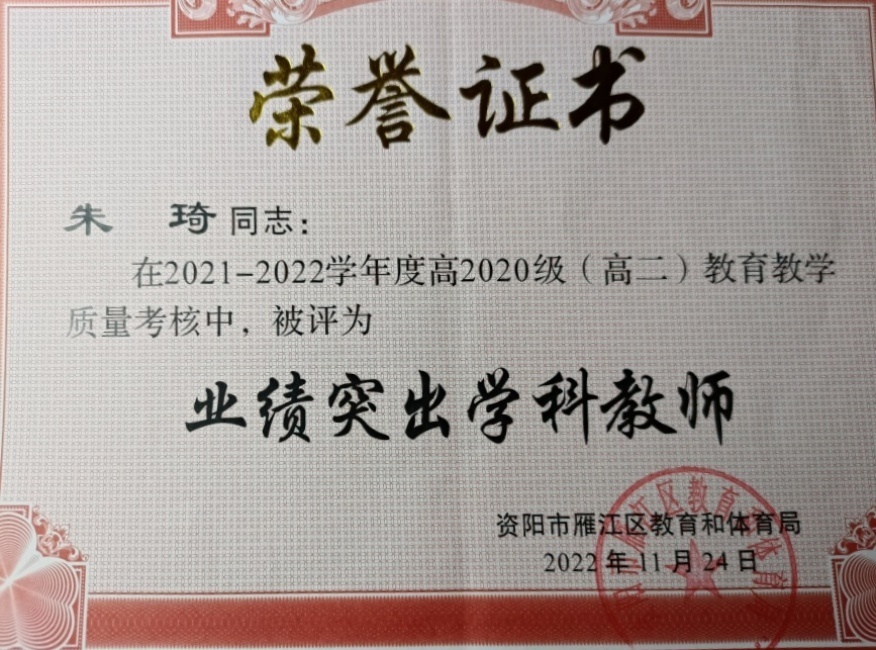 荣誉证书
朱 琦 同志：
在2021-2022学年度高2020级（高二）教育教学
质量考核中，被评为
业绩突出学科教师
资阳市雁江区教育和体育局
2022年11月24日